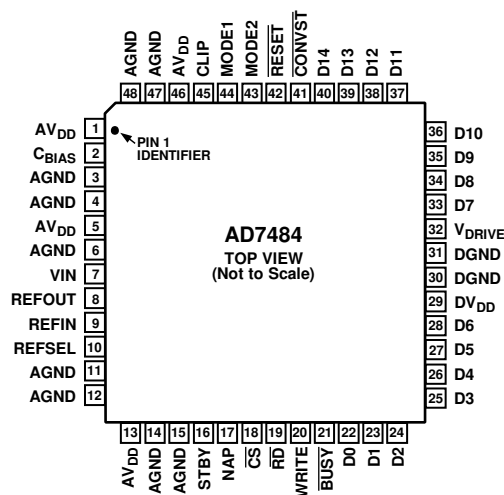 AGND
AGND
AVDD
CLIP
MODE1
MODE2
RESET
CONVST
D14
D13
D12
D11
48 47 46 45 44 43 42 41 40 39 38 37
AVDD 1
CBIAS 2
AGND 3
AGND 4
AVDD 5
AGND 6
VIN 7
REFOUT 8
REFIN 9
REFSEL 10
AGND 11
AGND 12
PIN 1
IDENTIFIER
AD7484
TOP VIEW
(Not to Scale)
36 D10
35 D9
34 D8
33 D7
32 VDRIVE
31 DGND
30 DGND
29 DVDD
28 D6
27 D5
26 D4
25 D3
13 14 15 16 17 18 19 20 21 22 23 24
AVDD
AGND
AGND
STBY
NAP
CS
RD
WRITE
BUSY
D0
D1
D2